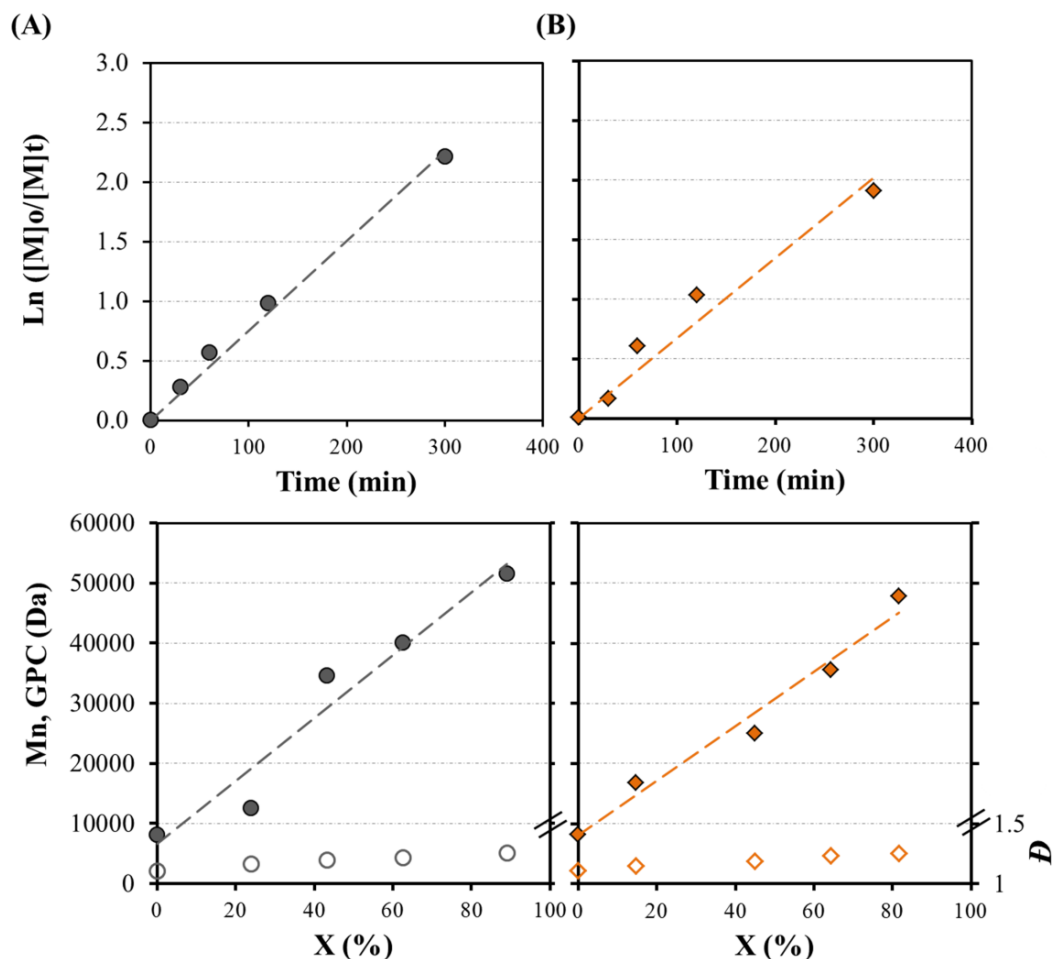 (A)
(B)
Ln ([M]o/[M]t)
3.0
2.5
2.0
1.5
1.0
0.5
0.0
0 100 200 300 400
Time (min)
0 100 200 300 400
Time (min)
Mn, GPC (Da)
60000
50000
40000
30000
20000
10000
0
0 20 40 60 80 100
X (%)
0 20 40 60 80 100
X (%)
1.5
1
Đ